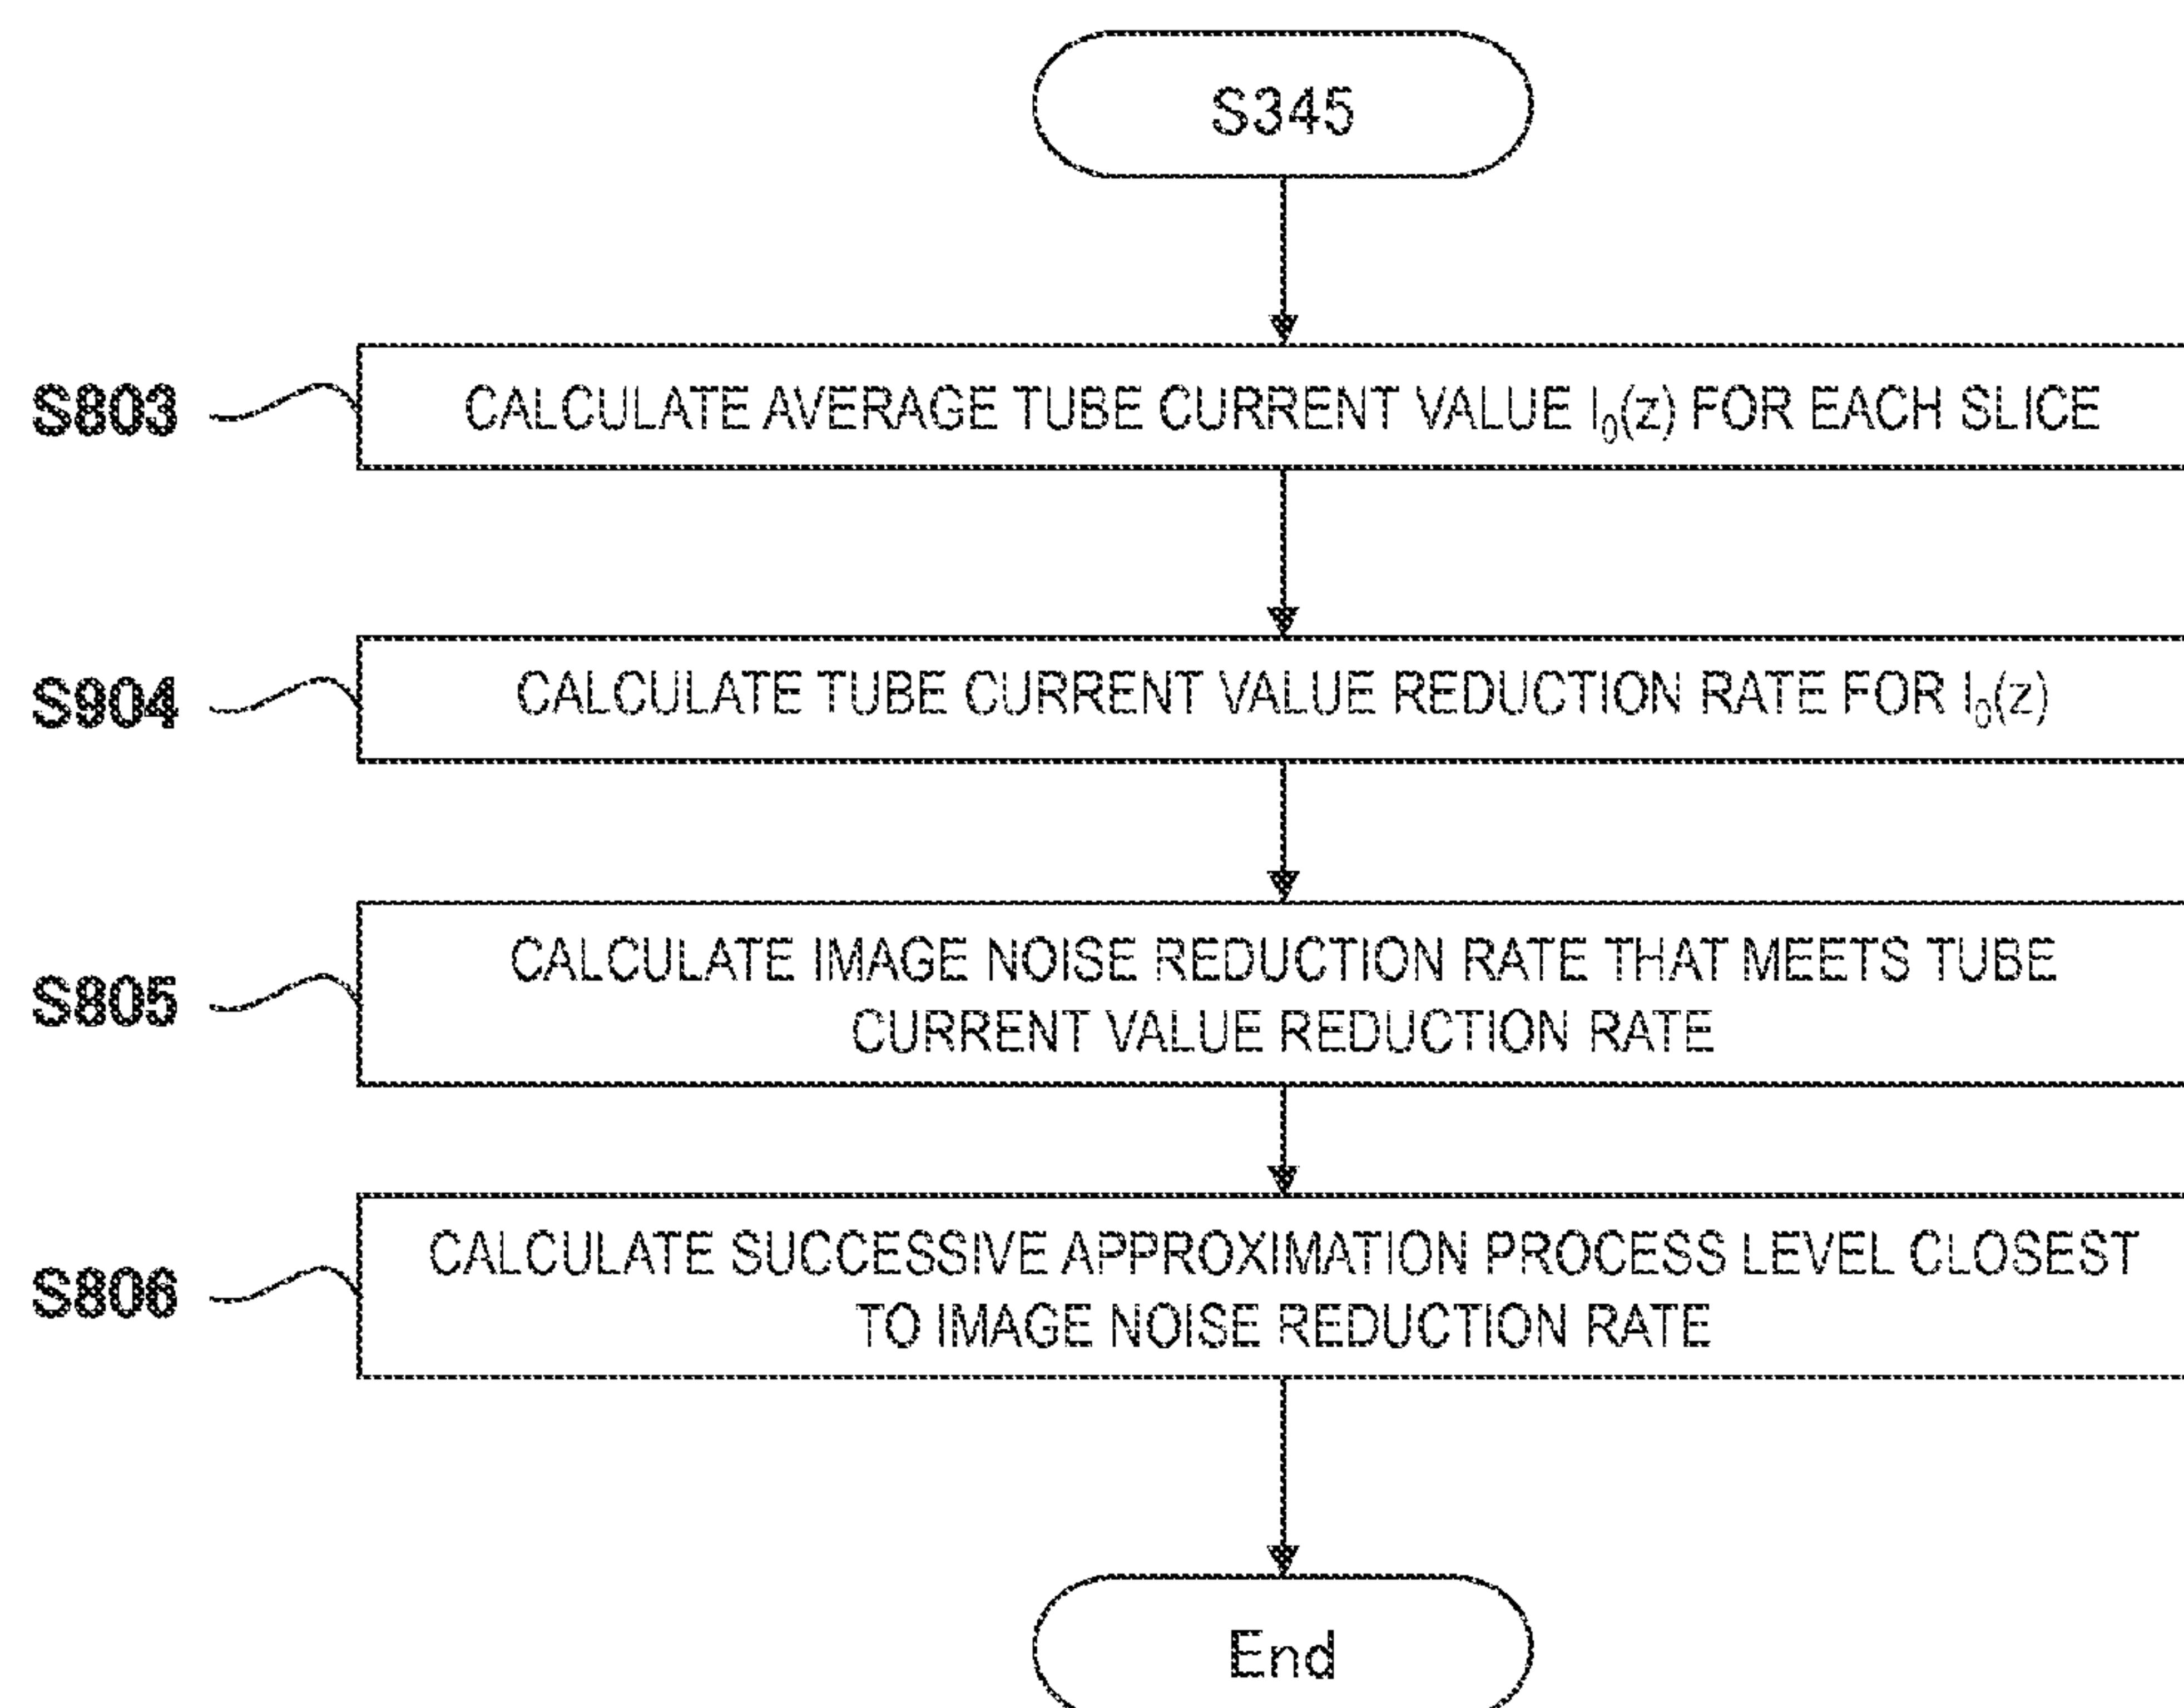 S345
S803
CALCULATE AVERAGE TUBE CURRENT VALUE I₀(z) FOR EACH SLICE
S904
CALCULATE TUBE CURRENT VALUE REDUCTION RATE FOR I₀(z)
S805
CALCULATE IMAGE NOISE REDUCTION RATE THAT MEETS TUBE
CURRENT VALUE REDUCTION RATE
S806
CALCULATE SUCCESSIVE APPROXIMATION PROCESS LEVEL CLOSEST
TO IMAGE NOISE REDUCTION RATE
End